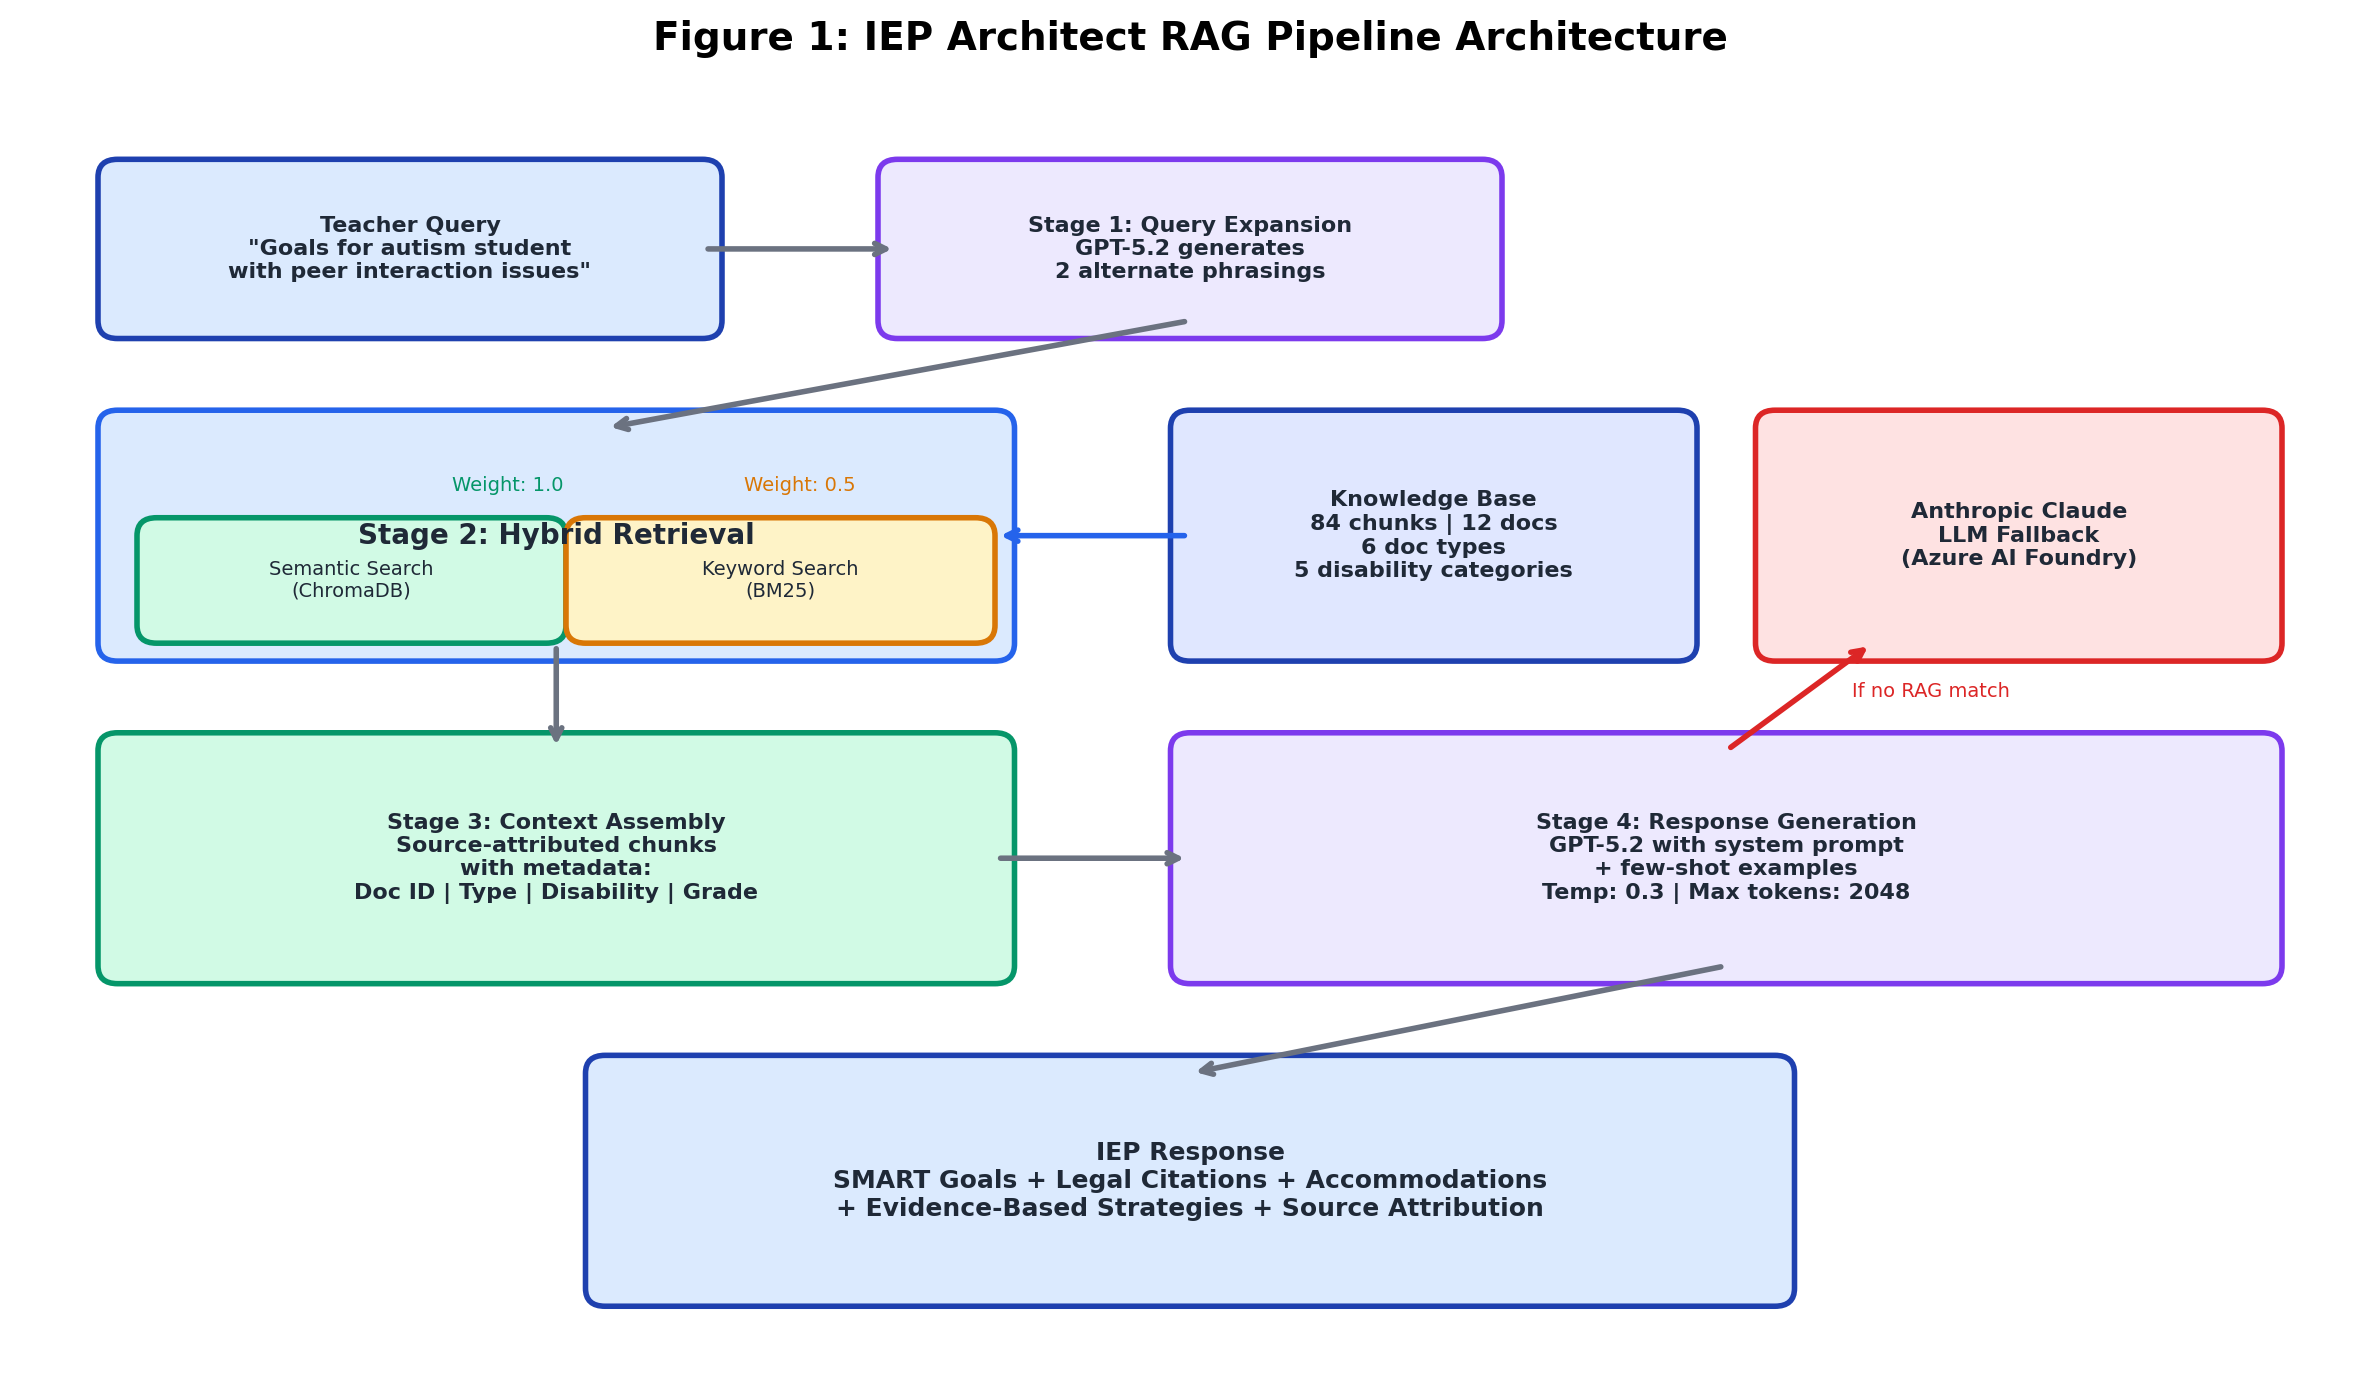 Figure 1: IEP Architect RAG Pipeline Architecture
Teacher Query
"Goals for autism student
with peer interaction issues"
Stage 1: Query Expansion
GPT-5.2 generates
2 alternate phrasings
Weight: 1.0
Weight: 0.5
Stage 2: Hybrid Retrieval
Semantic Search
(ChromaDB)
Keyword Search
(BM25)
Knowledge Base
84 chunks | 12 docs
6 doc types
5 disability categories
Anthropic Claude
LLM Fallback
(Azure AI Foundry)
If no RAG match
Stage 3: Context Assembly
Source-attributed chunks
with metadata:
Doc ID | Type | Disability | Grade
Stage 4: Response Generation
GPT-5.2 with system prompt
+ few-shot examples
Temp: 0.3 | Max tokens: 2048
IEP Response
SMART Goals + Legal Citations + Accommodations
+ Evidence-Based Strategies + Source Attribution